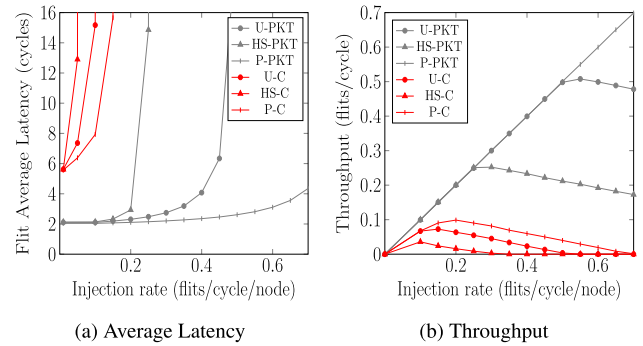 16
14
12
10
8
6
4
2
0
0.2
0.4
0.6
Flit Average Latency (cycles)
Injection rate (flits/cycle/node)
U-PKT
HS-PKT
P-PKT
U-C
HS-C
P-C
(a) Average Latency
0.7
0.6
0.5
0.4
0.3
0.2
0.1
0
0.2
0.4
0.6
Throughput (flits/cycle)
Injection rate (flits/cycle/node)
U-PKT
HS-PKT
P-PKT
U-C
HS-C
P-C
(b) Throughput